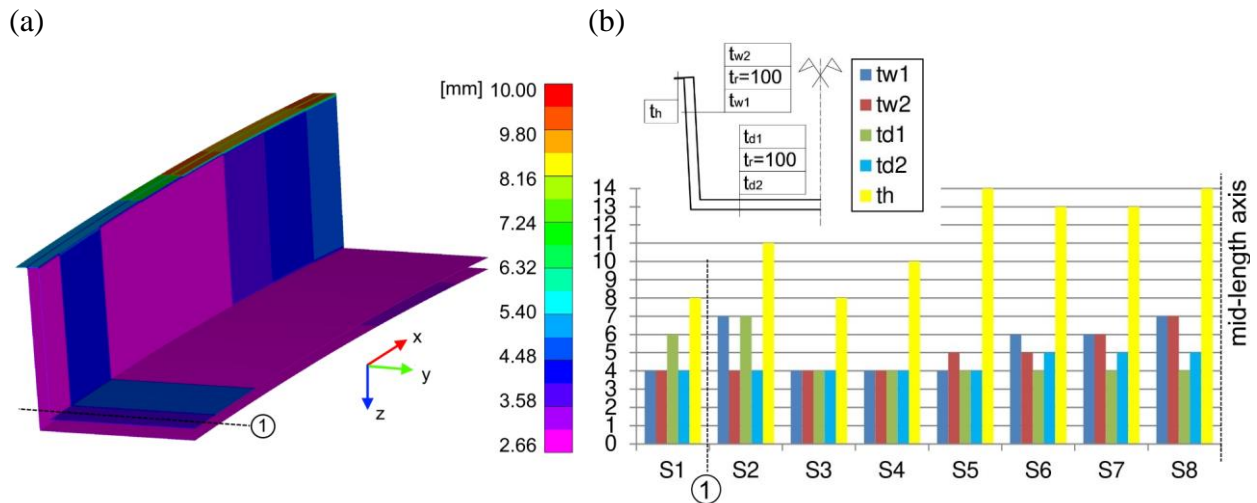 (a)
[mm]
10.00
9.80
8.16
7.24
6.32
5.40
4.48
3.58
2.66
x
y
z
1
(b)
tw2
tr=100
tw1
th
td1
tr=100
td2
tw1
tw2
td1
td2
th
14
13
12
11
10
9
8
7
6
5
4
3
2
1
0
S1
S2
S3
S4
S5
S6
S7
S8
1
mid-length axis